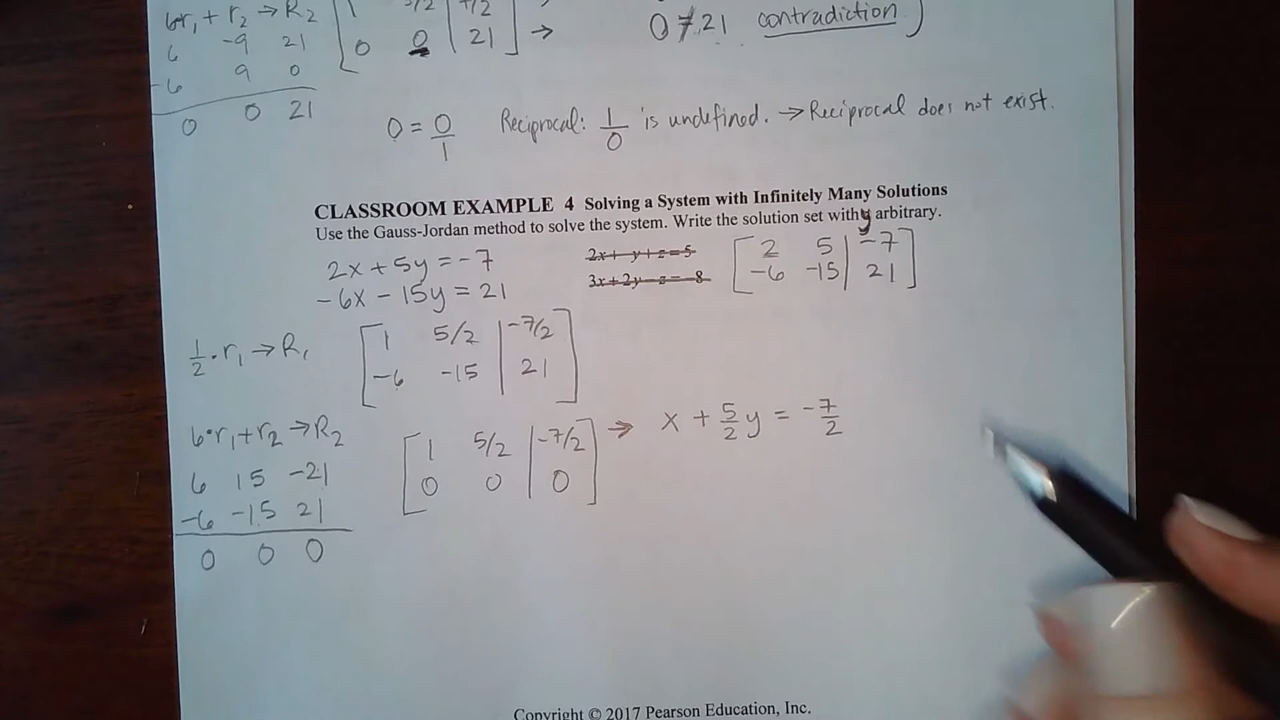 6r₁ + r₂ → R₂
6 -9 21
-6 9 0
0 0 21
0 0 | 21 →
0 ≠ 21 contradiction )
0 = 0/1 Reciprocal: 1/0 is undefined. → Reciprocal does not exist.
CLASSROOM EXAMPLE 4 Solving a System with Infinitely Many Solutions
Use the Gauss-Jordan method to solve the system. Write the solution set with y arbitrary.
2x + 5y = -7
-6x - 15y = 21
2x + y + z = 5
3x + 2y - z = -8
[ 2 5 | -7
-6 -15 | 21 ]
1/2 · r₁ → R₁
[ 1 5/2 | -7/2
-6 -15 | 21 ]
6·r₁ + r₂ → R₂
6 15 -21
-6 -15 21
0 0 0
[ 1 5/2 | -7/2
0 0 | 0 ]
→ x + 5/2 y = -7/2
Copyright © 2017 Pearson Education, Inc.